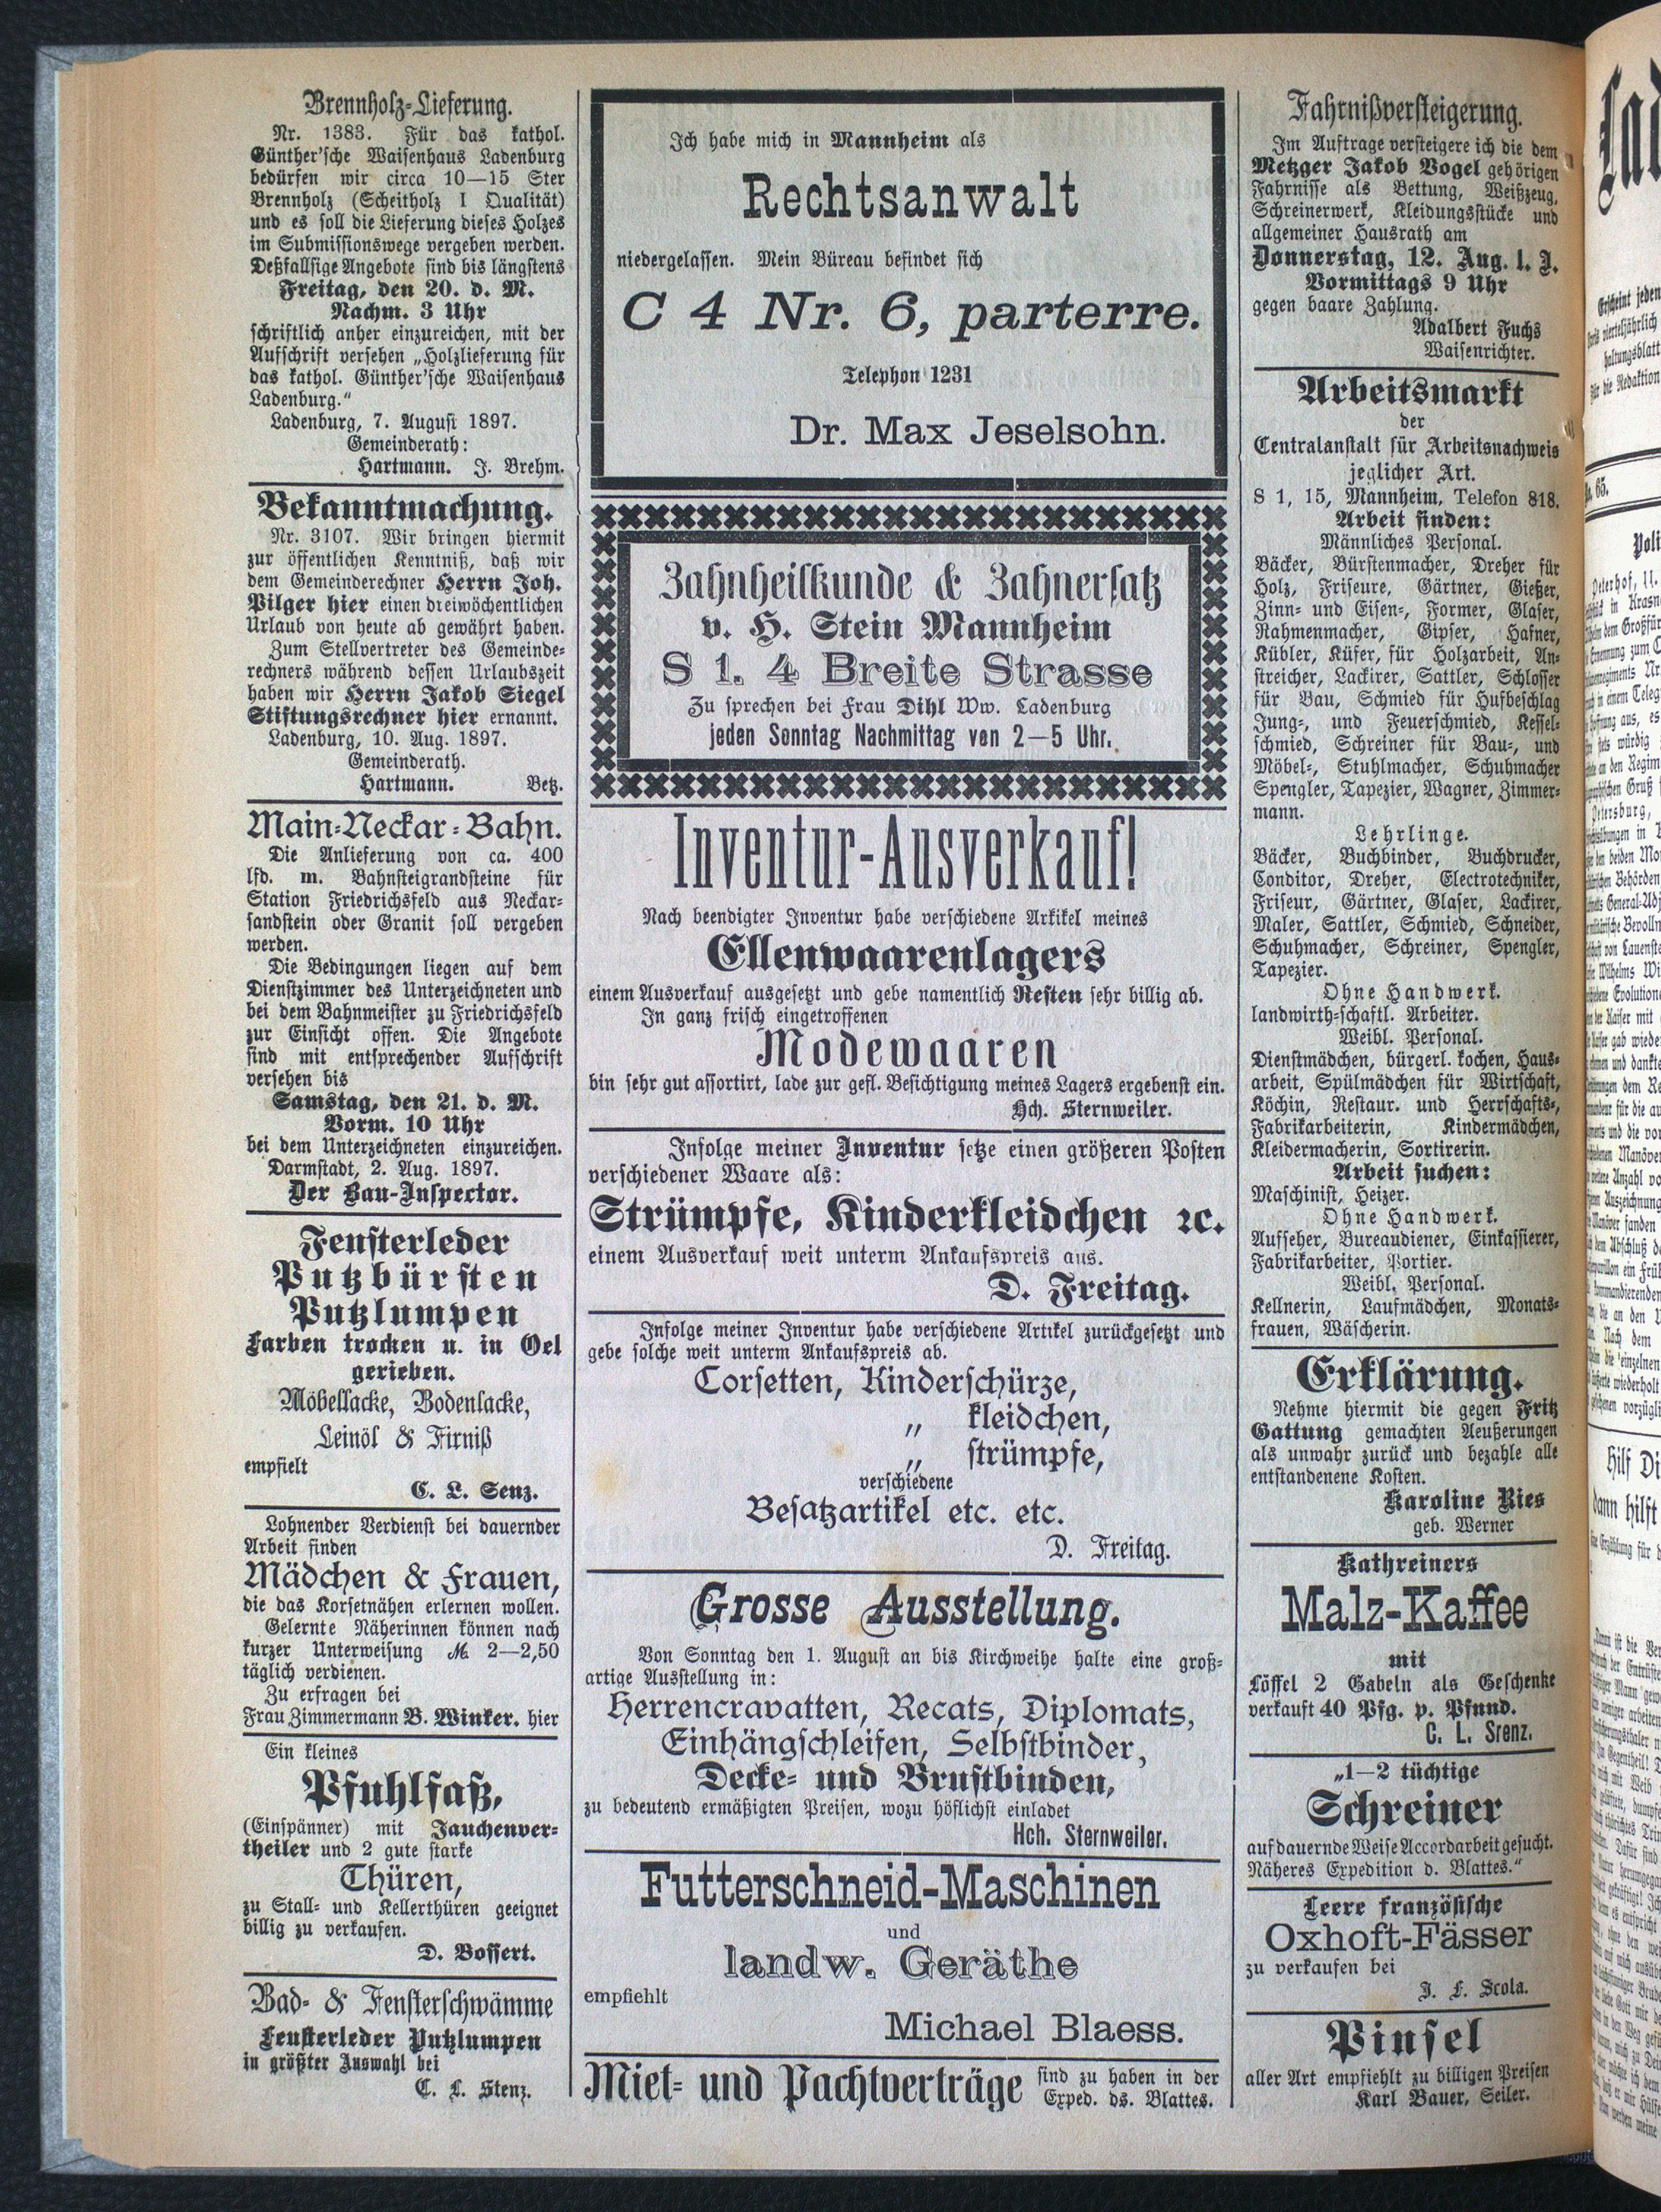 Brennholz-Lieferung.
Nr. 1383. Für das kathol.
Günther'sche Waisenhaus Ladenburg
bedürfen wir circa 10—15 Ster
Brennholz (Scheitholz I Qualität)
und es soll die Lieferung dieses Holzes
im Submissionswege vergeben werden.
Deßfallsige Angebote sind bis längstens
Freitag, den 20. d. M.
Nachm. 3 Uhr
schriftlich anher einzureichen, mit der
Aufschrift versehen „Holzlieferung für
das kathol. Günther'sche Waisenhaus
Ladenburg."
Ladenburg, 7. August 1897.
Gemeinderath:
Hartmann. J. Brehm.
Bekanntmachung.
Nr. 3107. Wir bringen hiermit
zur öffentlichen Kenntniß, daß wir
dem Gemeinderechner Herrn Joh.
Pilger hier einen dreiwöchentlichen
Urlaub von heute ab gewährt haben.
Zum Stellvertreter des Gemeinde-
rechners während dessen Urlaubszeit
haben wir Herrn Jakob Siegel
Stiftungsrechner hier ernannt.
Ladenburg, 10. Aug. 1897.
Gemeinderath.
Hartmann. Betz.
Main-Neckar-Bahn.
Die Anlieferung von ca. 400
lfd. m. Bahnsteigrandsteine für
Station Friedrichsfeld aus Neckar-
sandstein oder Granit soll vergeben
werden.
Die Bedingungen liegen auf dem
Dienstzimmer des Unterzeichneten und
bei dem Bahnmeister zu Friedrichsfeld
zur Einsicht offen. Die Angebote
sind mit entsprechender Aufschrift
versehen bis
Samstag, den 21. d. M.
Vorm. 10 Uhr
bei dem Unterzeichneten einzureichen.
Darmstadt, 2. Aug. 1897.
Der Bau-Inspector.
Fensterleder
Putzbürsten
Putzlumpen
Farben trocken u. in Oel
gerieben.
Möbellacke, Bodenlacke,
Leinöl & Firniß
empfielt
C. L. Senz.
Lohnender Verdienst bei dauernder
Arbeit finden
Mädchen & Frauen,
die das Korsetnähen erlernen wollen.
Gelernte Näherinnen können nach
kurzer Unterweisung M. 2—2,50
täglich verdienen.
Zu erfragen bei
Frau Zimmermann B. Winker. hier
Ein kleines
Pfuhlfaß,
(Einspänner) mit Jauchenver-
theiler und 2 gute starke
Thüren,
zu Stall- und Kellerthüren geeignet
billig zu verkaufen.
D. Bossert.
Bad- & Fensterschwämme
Fensterleder Putzlumpen
in größter Auswahl bei
C. L. Stenz.
Ich habe mich in Mannheim als
Rechtsanwalt
niedergelassen. Mein Büreau befindet sich
C 4 Nr. 6, parterre.
Telephon 1231
Dr. Max Jeselsohn.
Zahnheilkunde & Zahnersatz
v. H. Stein Mannheim
S 1. 4 Breite Strasse
Zu sprechen bei Frau Dihl Ww. Ladenburg
jeden Sonntag Nachmittag von 2—5 Uhr.
Inventur-Ausverkauf!
Nach beendigter Inventur habe verschiedene Artikel meines
Ellenwaarenlagers
einem Ausverkauf ausgesetzt und gebe namentlich Resten sehr billig ab.
In ganz frisch eingetroffenen
Modewaaren
bin sehr gut assortirt, lade zur gefl. Besichtigung meines Lagers ergebenst ein.
Hch. Sternweiler.
Infolge meiner Inventur setze einen größeren Posten
verschiedener Waare als:
Strümpfe, Kinderkleidchen ꝛc.
einem Ausverkauf weit unterm Ankaufspreis aus.
D. Freitag.
Infolge meiner Inventur habe verschiedene Artikel zurückgesetzt und
gebe solche weit unterm Ankaufspreis ab.
Corsetten, Kinderschürze,
„ kleidchen,
„ strümpfe,
verschiedene
Besatzartikel etc. etc.
D. Freitag.
Grosse Ausstellung.
Von Sonntag den 1. August an bis Kirchweihe halte eine groß-
artige Ausstellung in:
Herrencravatten, Recats, Diplomats,
Einhängschleifen, Selbstbinder,
Decke- und Brustbinden,
zu bedeutend ermäßigten Preisen, wozu höflichst einladet
Hch. Sternweiler.
Futterschneid-Maschinen
und
landw. Geräthe
empfiehlt
Michael Blaess.
Miet- und Pachtverträge sind zu haben in der
Exped. ds. Blattes.
Fahrnißversteigerung.
Im Auftrage versteigere ich die dem
Metzger Jakob Vogel gehörigen
Fahrnisse als Bettung, Weißzeug,
Schreinerwerk, Kleidungsstücke und
allgemeiner Hausrath am
Donnerstag, 12. Aug. l. J.
Vormittags 9 Uhr
gegen baare Zahlung.
Adalbert Fuchs
Waisenrichter.
Arbeitsmarkt
der
Centralanstalt für Arbeitsnachweis
jeglicher Art.
S 1, 15, Mannheim, Telefon 818.
Arbeit finden:
Männliches Personal.
Bäcker, Bürstenmacher, Dreher für
Holz, Friseure, Gärtner, Gießer,
Zinn- und Eisen-, Former, Glaser,
Rahmenmacher, Gipser, Hafner,
Kübler, Küfer, für Holzarbeit, An-
streicher, Lackirer, Sattler, Schlosser
für Bau, Schmied für Hufbeschlag
Jung-, und Feuerschmied, Kessel-
schmied, Schreiner für Bau-, und
Möbel-, Stuhlmacher, Schuhmacher
Spengler, Tapezier, Wagner, Zimmer-
mann.
Lehrlinge.
Bäcker, Buchbinder, Buchdrucker,
Conditor, Dreher, Electrotechniker,
Friseur, Gärtner, Glaser, Lackirer,
Maler, Sattler, Schmied, Schneider,
Schuhmacher, Schreiner, Spengler,
Tapezier.
Ohne Handwerk.
landwirth-schaftl. Arbeiter.
Weibl. Personal.
Dienstmädchen, bürgerl. kochen, Haus-
arbeit, Spülmädchen für Wirtschaft,
Köchin, Restaur. und Herrschafts-,
Fabrikarbeiterin, Kindermädchen,
Kleidermacherin, Sortirerin.
Arbeit suchen:
Maschinist, Heizer.
Ohne Handwerk.
Aufseher, Bureaudiener, Einkassierer,
Fabrikarbeiter, Portier.
Weibl. Personal.
Kellnerin, Laufmädchen, Monats-
frauen, Wäscherin.
Erklärung.
Nehme hiermit die gegen Fritz
Gattung gemachten Aeußerungen
als unwahr zurück und bezahle alle
entstandenene Kosten.
Karoline Ries
geb. Werner
Kathreiners
Malz-Kaffee
mit
Löffel 2 Gabeln als Geschenke
verkauft 40 Pfg. p. Pfund.
C. L. Srenz.
„1—2 tüchtige
Schreiner
auf dauernde Weise Accordarbeit gesucht.
Näheres Expedition d. Blattes."
Leere französische
Oxhoft-Fässer
zu verkaufen bei
J. F. Scola.
Pinsel
aller Art empfiehlt zu billigen Preisen
Karl Bauer, Seiler.